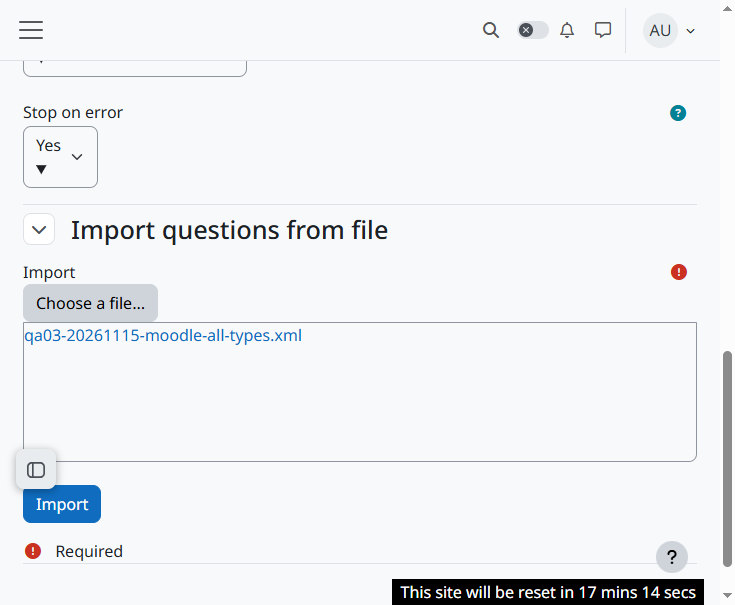 AU
Stop on error
Yes
Import questions from file
Import
Choose a file...
qa03-20261115-moodle-all-types.xml
Import
Required
?
This site will be reset in 17 mins 14 secs